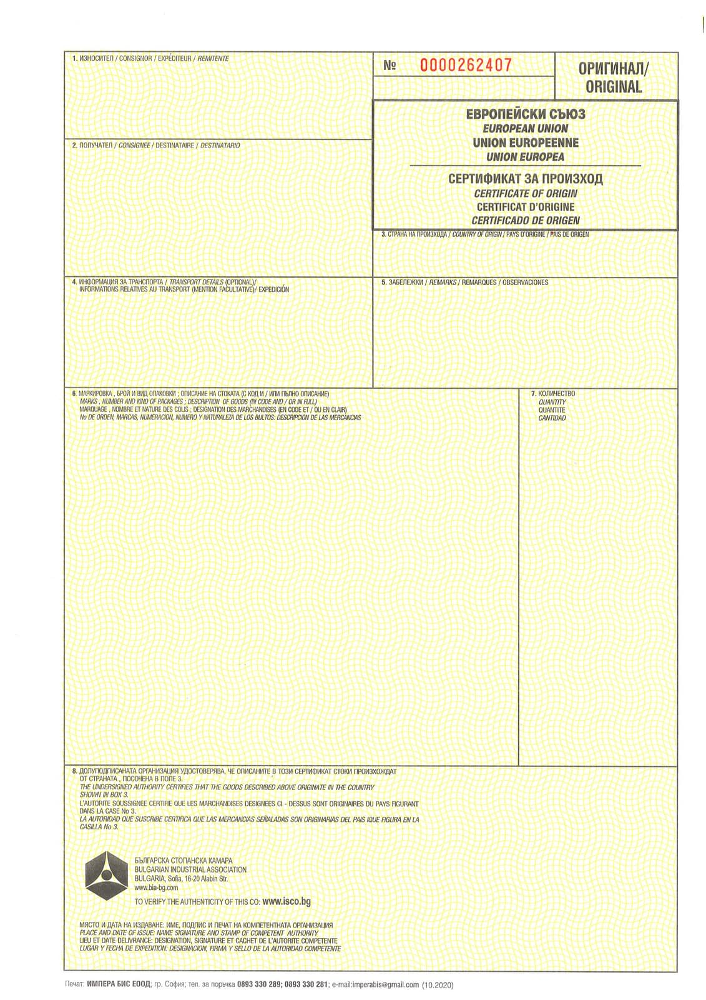 1. ИЗНОСИТЕЛ / CONSIGNOR / EXPÉDITEUR / REMITENTE
№ 0000262407
ОРИГИНАЛ/
ORIGINAL
ЕВРОПЕЙСКИ СЪЮЗ
EUROPEAN UNION
UNION EUROPEENNE
UNION EUROPEA
СЕРТИФИКАТ ЗА ПРОИЗХОД
CERTIFICATE OF ORIGIN
CERTIFICAT D'ORIGINE
CERTIFICADO DE ORIGEN
2. ПОЛУЧАТЕЛ / CONSIGNEE / DESTINATAIRE / DESTINATARIO
3. СТРАНА НА ПРОИЗХОДА / COUNTRY OF ORIGIN / PAYS D'ORIGINE / PAIS DE ORIGEN
4. ИНФОРМАЦИЯ ЗА ТРАНСПОРТА / TRANSPORT DETAILS (OPTIONAL)/
INFORMATIONS RELATIVES AU TRANSPORT (MENTION FACULTATIVE)/ EXPEDICIÓN
5. ЗАБЕЛЕЖКИ / REMARKS / REMARQUES / OBSERVACIONES
6. МАРКИРОВКА , БРОЙ И ВИД ОПАКОВКИ ; ОПИСАНИЕ НА СТОКАТА (С КОД И / ИЛИ ПЪЛНО ОПИСАНИЕ)
MARKS , NUMBER AND KIND OF PACKAGES ; DESCRIPTION OF GOODS (IN CODE AND / OR IN FULL)
MARQUAGE , NOMBRE ET NATURE DES COLIS ; DESIGNATION DES MARCHANDISES (EN CODE ET / OU EN CLAIR)
No DE ORDEN, MARCAS, NUMERACION, NUMERO Y NATURALEZA DE LOS BULTOS: DESCRIPCION DE LAS MERCANCIAS
7. КОЛИЧЕСТВО
QUANTITY
QUANTITE
CANTIDAD
8. ДОЛУПОДПИСАНАТА ОРГАНИЗАЦИЯ УДОСТОВЕРЯВА, ЧЕ ОПИСАНИТЕ В ТОЗИ СЕРТИФИКАТ СТОКИ ПРОИЗХОЖДАТ
ОТ СТРАНАТА , ПОСОЧЕНА В ПОЛЕ 3.
THE UNDERSIGNED AUTHORITY CERTIFIES THAT THE GOODS DESCRIBED ABOVE ORIGINATE IN THE COUNTRY
SHOWN IN BOX 3.
L'AUTORITE SOUSSIGNEE CERTIFIE QUE LES MARCHANDISES DESIGNEES CI - DESSUS SONT ORIGINAIRES DU PAYS FIGURANT
DANS LA CASE No 3.
LA AUTORIDAD QUE SUSCRIBE CERTIFICA QUE LAS MERCANCIAS SEÑALADAS SON ORIGINARIAS DEL PAIS IQUE FIGURA EN LA
CASILLA No 3.
БЪЛГАРСКА СТОПАНСКА КАМАРА
BULGARIAN INDUSTRIAL ASSOCIATION
BULGARIA, Sofia, 16-20 Alabin Str.
www.bia-bg.com
TO VERIFY THE AUTHENTICITY OF THIS CO: www.isco.bg
МЯСТО И ДАТА НА ИЗДАВАНЕ: ИМЕ, ПОДПИС И ПЕЧАТ НА КОМПЕТЕНТНАТА ОРГАНИЗАЦИЯ
PLACE AND DATE OF ISSUE: NAME SIGNATURE AND STAMP OF COMPETENT AUTHORITY
LIEU ET DATE DELIVRANCE: DESIGNATION, SIGNATURE ET CACHET DE L'AUTORITE COMPETENTE
LUGAR Y FECHA DE EXPEDITION: DESIGNACION, FIRMA Y SELLO DE LA AUTORIDAD COMPETENTE
Печат: ИМПЕРА БИС ЕООД; гр. София; тел. за поръчка 0893 330 289; 0893 330 281; e-mail:imperabis@gmail.com (10.2020)